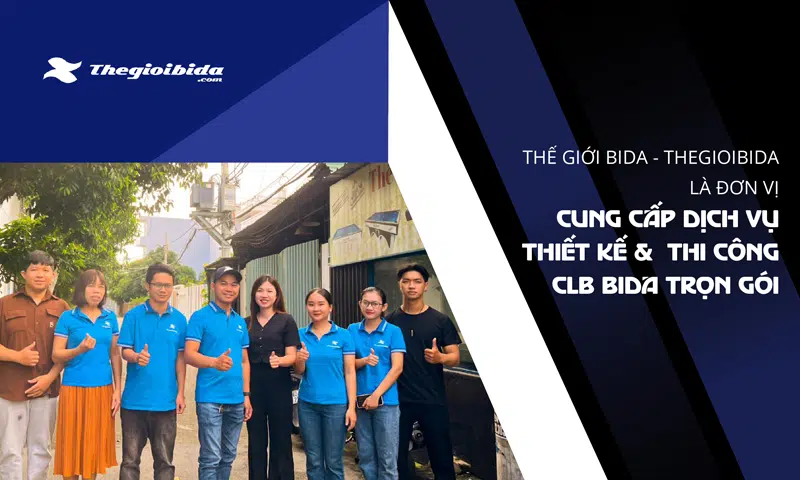 Thegioibida
.com
THẾ GIỚI BIDA - THEGIOIBIDA
LÀ ĐƠN VỊ
CUNG CẤP DỊCH VỤ
THIẾT KẾ & THI CÔNG
CLB BIDA TRỌN GÓI